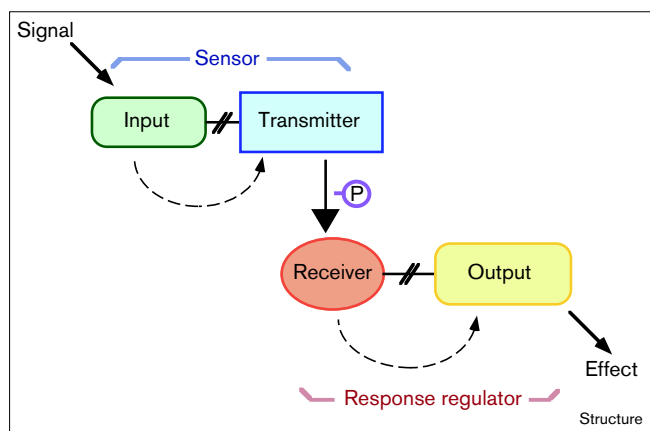 Signal
Sensor
Input
Transmitter
P
Receiver
Output
Effect
Response regulator
Structure